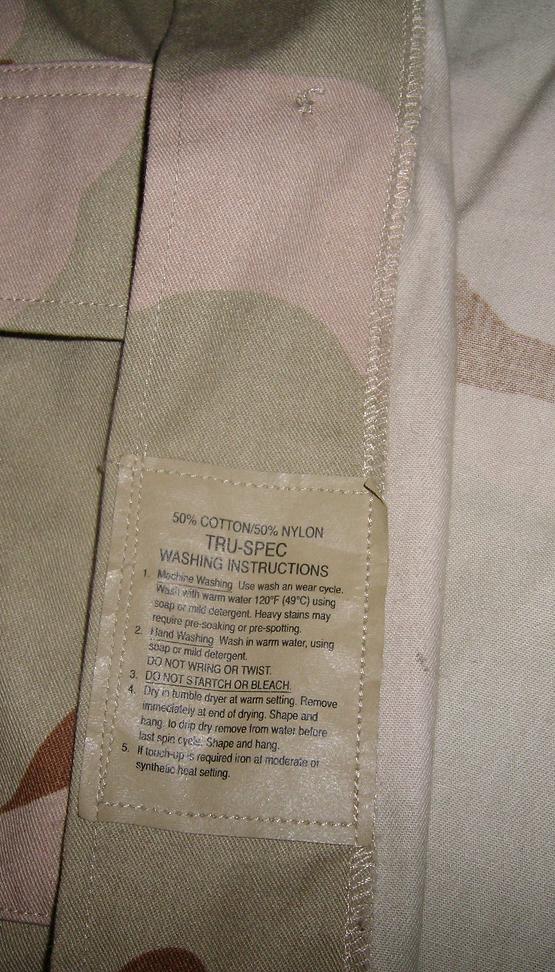 50% COTTON/50% NYLON
TRU-SPEC
WASHING INSTRUCTIONS
1. Machine Washing Use wash an wear cycle.
Wash with warm water 120°F (49°C) using
soap or mild detergent. Heavy stains may
require pre-soaking or pre-spotting.
2. Hand Washing Wash in warm water, using
soap or mild detergent.
DO NOT WRING OR TWIST.
3. DO NOT STARTCH OR BLEACH.
4. Dry in tumble dryer at warm setting. Remove
immediately at end of drying. Shape and
hang. to drip dry remove from water before
last spin cycle. Shape and hang.
5. If touch-up is required iron at moderate or
synthetic heat setting.